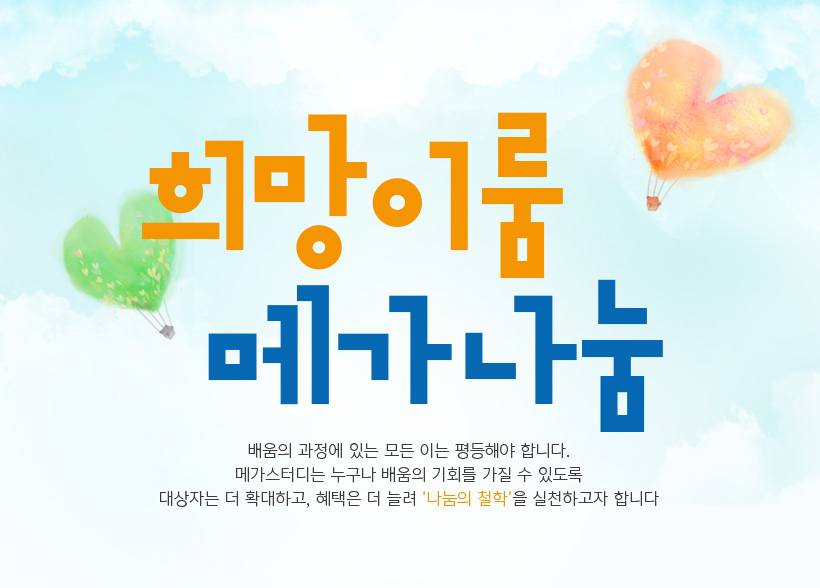 희망이룸
메가나눔
배움의 과정에 있는 모든 이는 평등해야 합니다.
메가스터디는 누구나 배움의 기회를 가질 수 있도록
대상자는 더 확대하고, 혜택은 더 늘려 ‘나눔의 철학’을 실천하고자 합니다